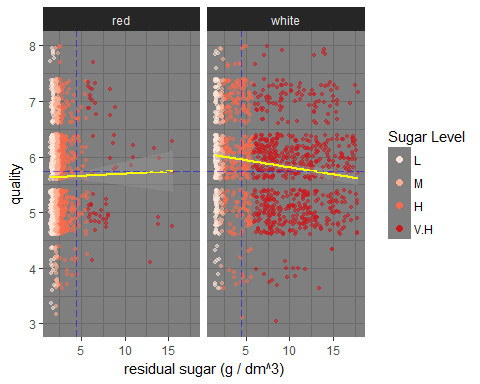 red white
8
7
6
5
4
3
quality
5 10 15 5 10 15
residual sugar (g / dm^3)
Sugar Level
L
M
H
V.H